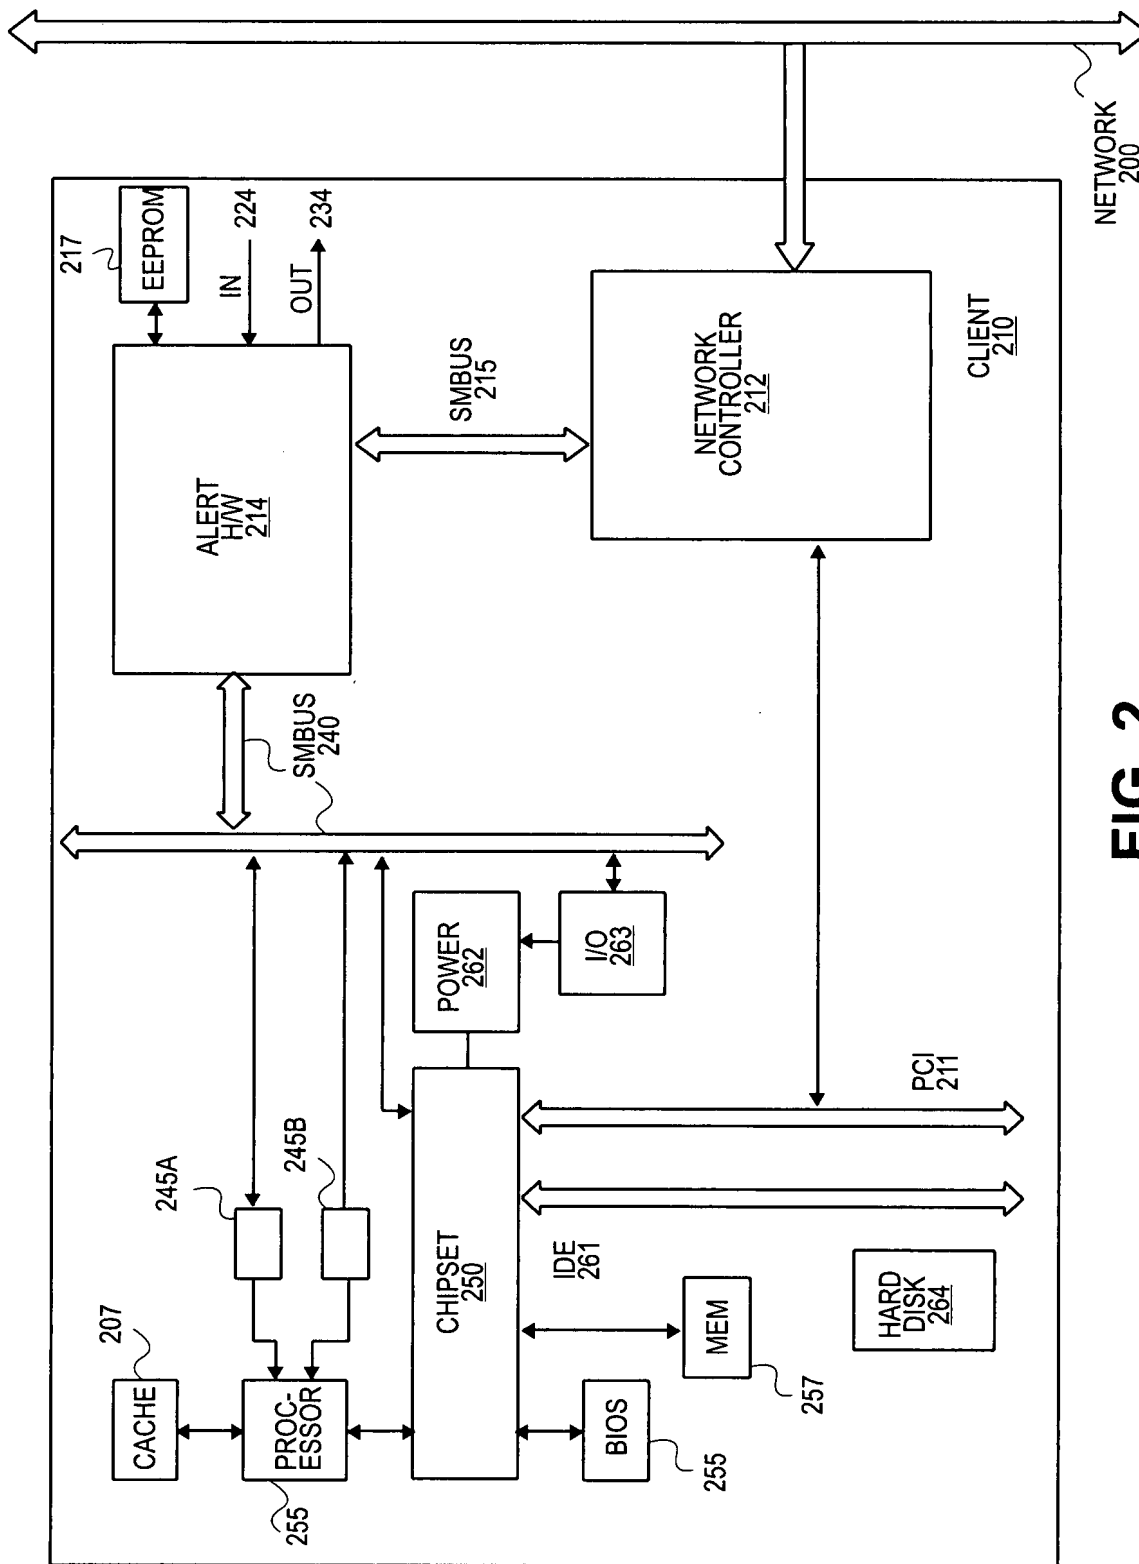 217
EEPROM
207
CACHE
245A
ALERT
H/W
214
IN
224
OUT
234
PROC-
ESSOR
255
245B
SMBUS
240
SMBUS
215
CHIPSET
250
POWER
262
I/O
263
BIOS
255
IDE
261
MEM
257
NETWORK
CONTROLLER
212
HARD
DISK
264
PCI
211
CLIENT
210
NETWORK
200
FIG. 2